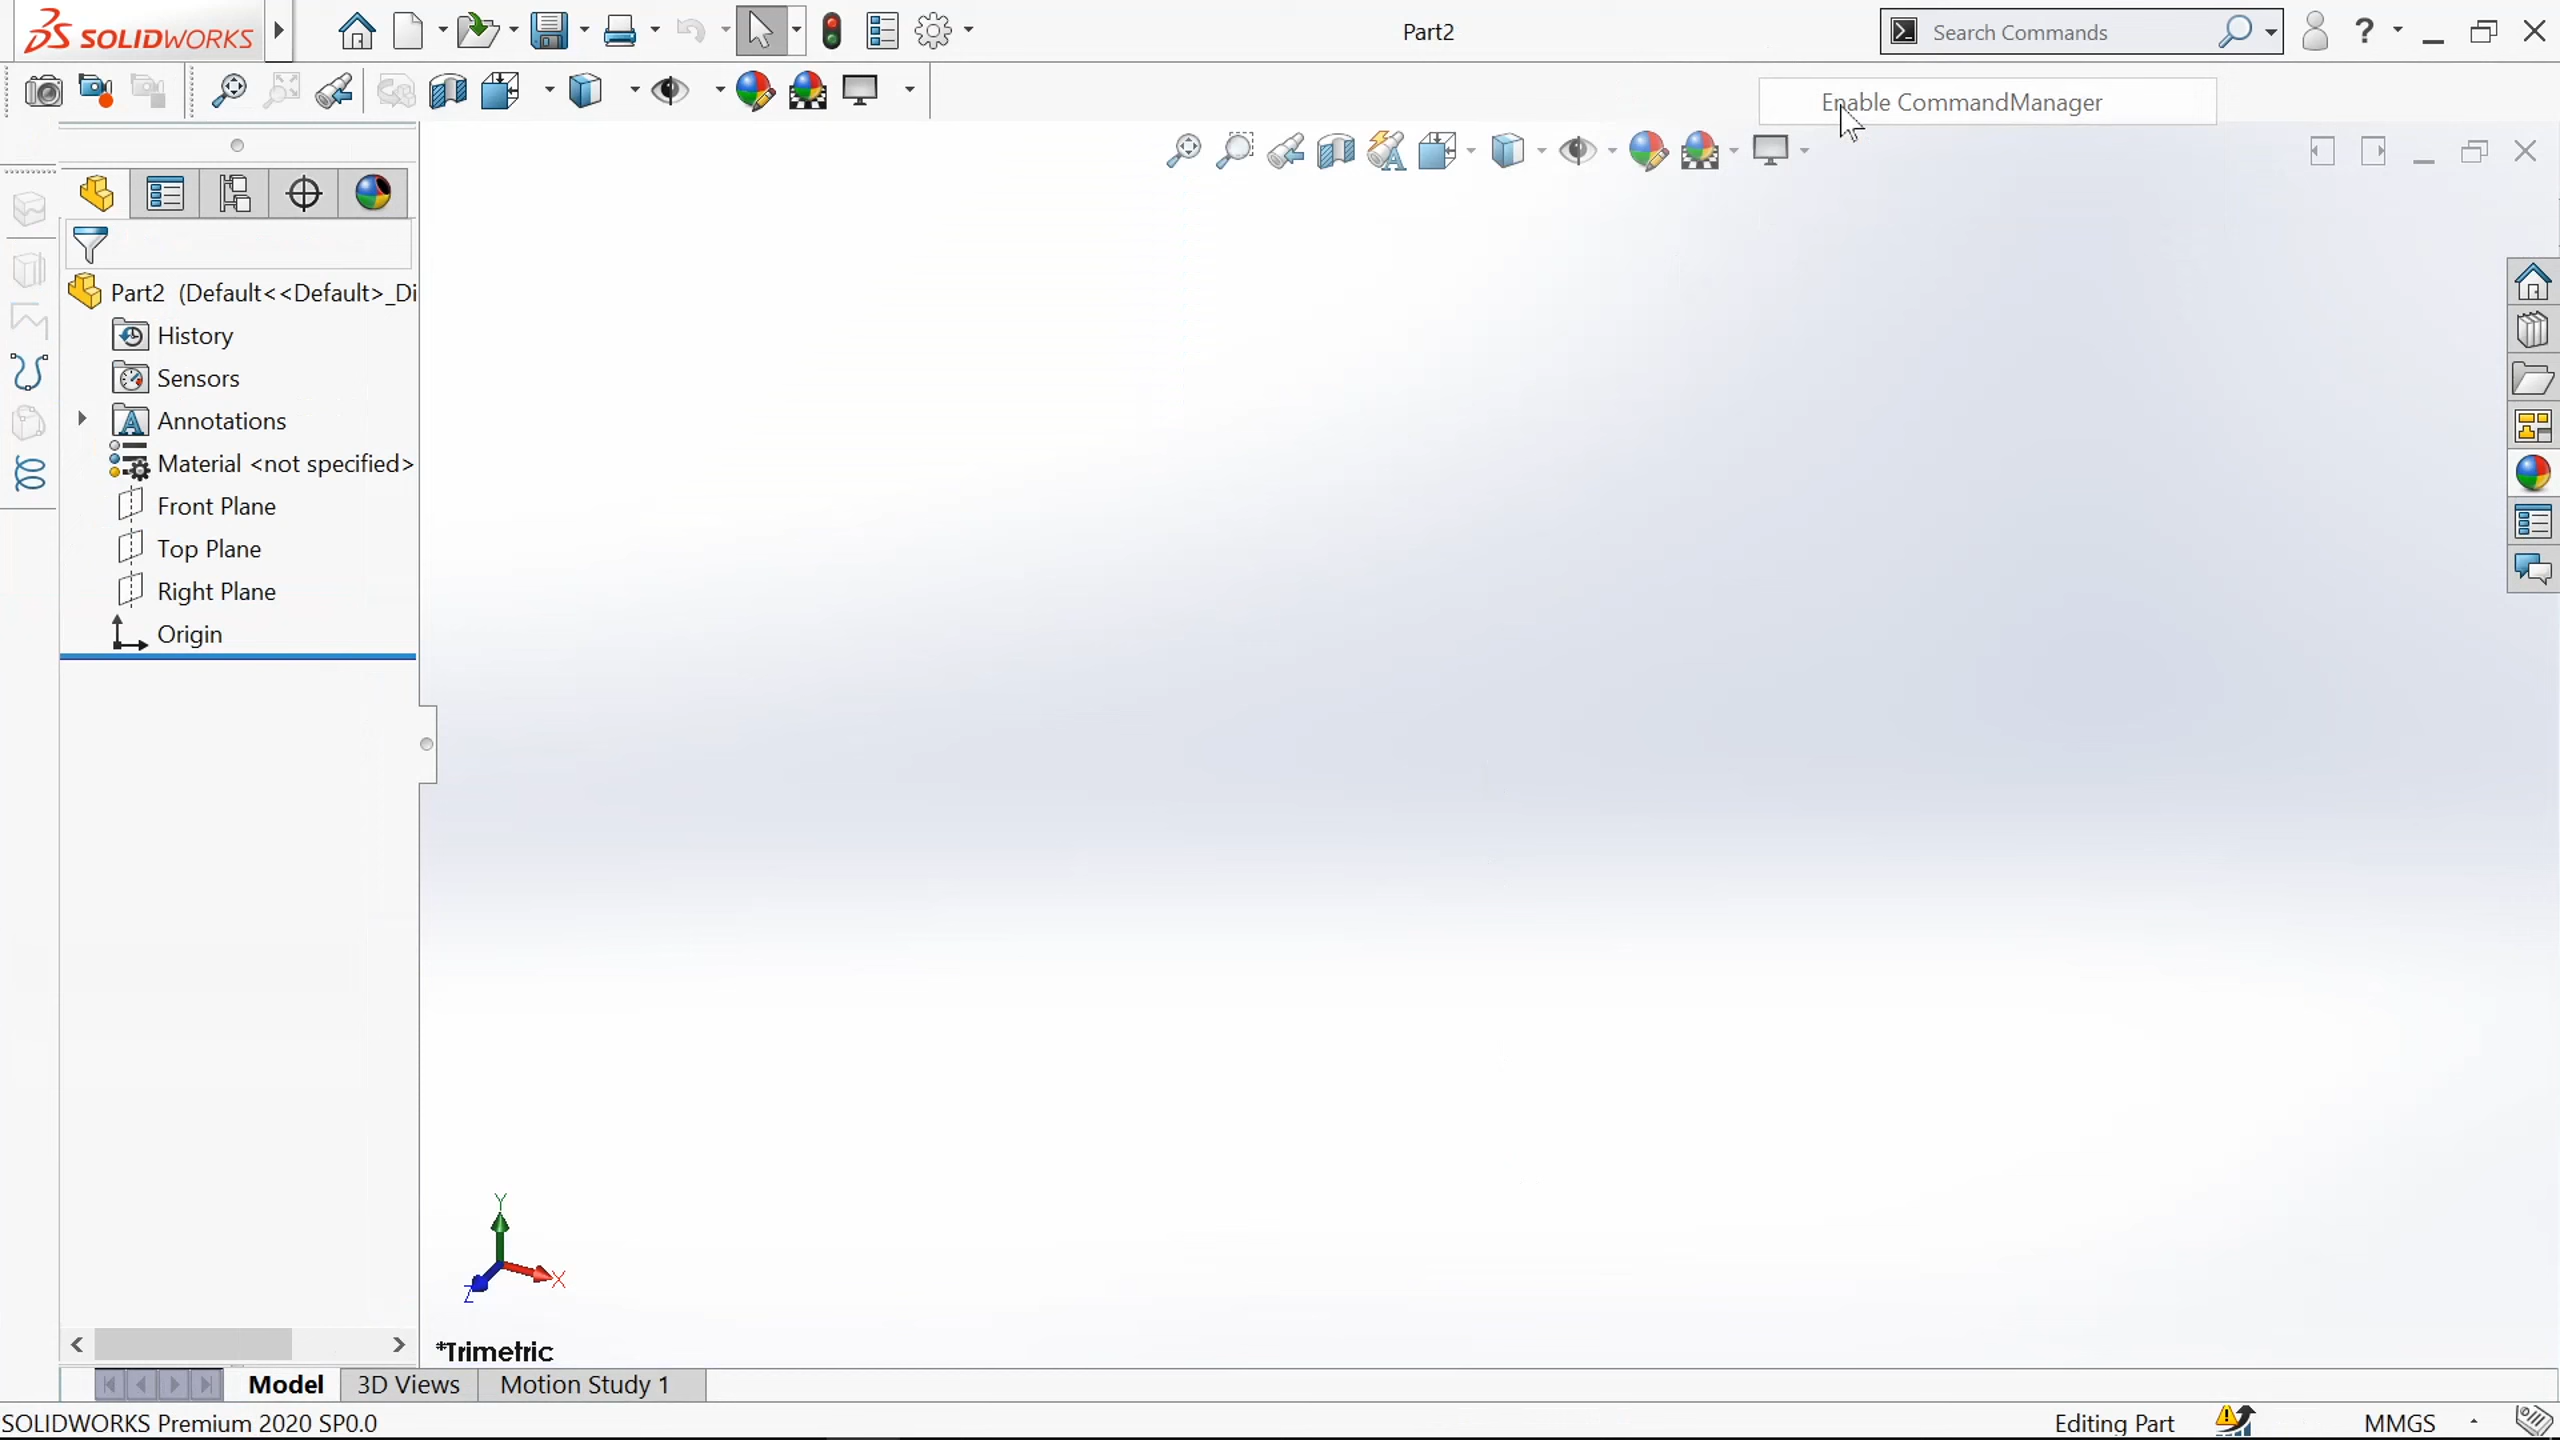 SOLIDWORKS
Part2
Search Commands
?
Enable CommandManager
Part2 (Default<<Default>_Di
History
Sensors
Annotations
Material <not specified>
Front Plane
Top Plane
Right Plane
Origin
Y
X
Z
*Trimetric
Model
3D Views
Motion Study 1
SOLIDWORKS Premium 2020 SP0.0
Editing Part
MMGS